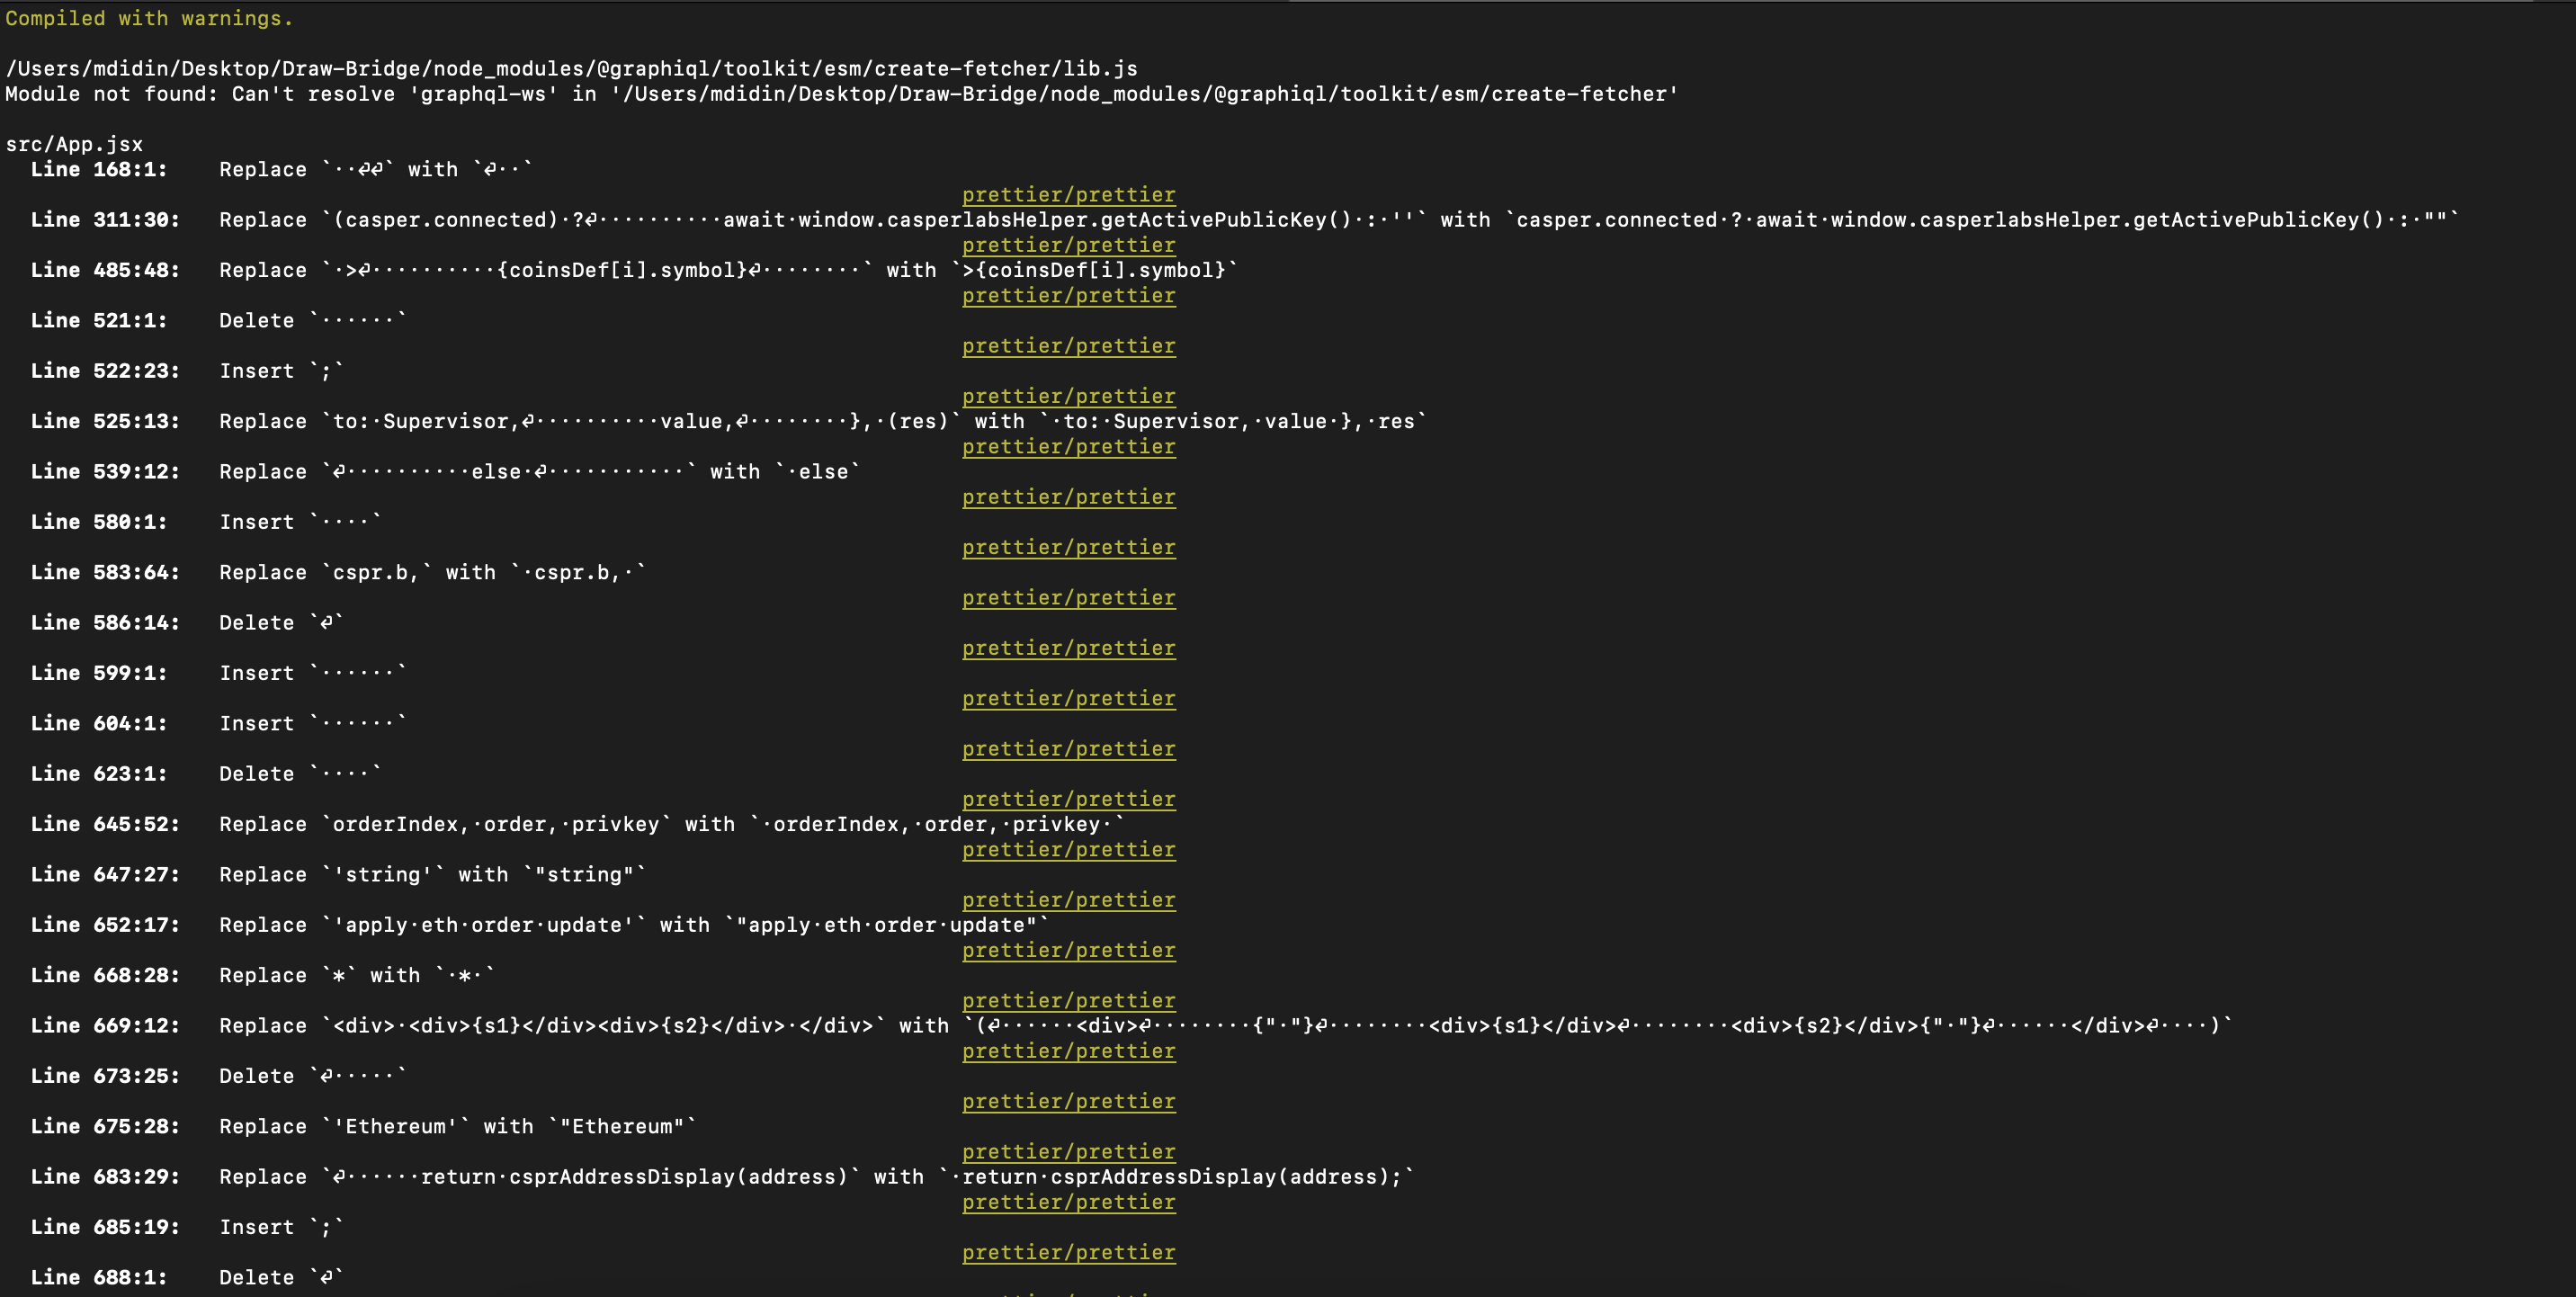 Compiled with warnings.
/Users/mdidin/Desktop/Draw-Bridge/node_modules/@graphiql/toolkit/esm/create-fetcher/lib.js
Module not found: Can't resolve 'graphql-ws' in '/Users/mdidin/Desktop/Draw-Bridge/node_modules/@graphiql/toolkit/esm/create-fetcher'
src/App.jsx
Line 168:1: Replace `··⏎⏎` with `⏎··`
prettier/prettier
Line 311:30: Replace `(casper.connected)·?⏎··········await·window.casperlabsHelper.getActivePublicKey()·:·''` with `casper.connected·?·await·window.casperlabsHelper.getActivePublicKey()·:·""`
prettier/prettier
Line 485:48: Replace `·>⏎··········{coinsDef[i].symbol}⏎········` with `>{coinsDef[i].symbol}`
prettier/prettier
Line 521:1: Delete `······`
prettier/prettier
Line 522:23: Insert `;`
prettier/prettier
Line 525:13: Replace `to:·Supervisor,⏎··········value,⏎········},·(res)` with `·to:·Supervisor,·value·},·res`
prettier/prettier
Line 539:12: Replace `⏎··········else·⏎···········` with `·else`
prettier/prettier
Line 580:1: Insert `····`
prettier/prettier
Line 583:64: Replace `cspr.b,` with `·cspr.b,·`
prettier/prettier
Line 586:14: Delete `⏎`
prettier/prettier
Line 599:1: Insert `······`
prettier/prettier
Line 604:1: Insert `······`
prettier/prettier
Line 623:1: Delete `····`
prettier/prettier
Line 645:52: Replace `orderIndex,·order,·privkey` with `·orderIndex,·order,·privkey·`
prettier/prettier
Line 647:27: Replace `'string'` with `"string"`
prettier/prettier
Line 652:17: Replace `'apply·eth·order·update'` with `"apply·eth·order·update"`
prettier/prettier
Line 668:28: Replace `*` with `·*·`
prettier/prettier
Line 669:12: Replace `<div>·<div>{s1}</div><div>{s2}</div>·</div>` with `(⏎······<div>⏎········{"·"}⏎········<div>{s1}</div>⏎········<div>{s2}</div>{"·"}⏎······</div>⏎····)`
prettier/prettier
Line 673:25: Delete `⏎·····`
prettier/prettier
Line 675:28: Replace `'Ethereum'` with `"Ethereum"`
prettier/prettier
Line 683:29: Replace `⏎······return·csprAddressDisplay(address)` with `·return·csprAddressDisplay(address);`
prettier/prettier
Line 685:19: Insert `;`
prettier/prettier
Line 688:1: Delete `⏎`